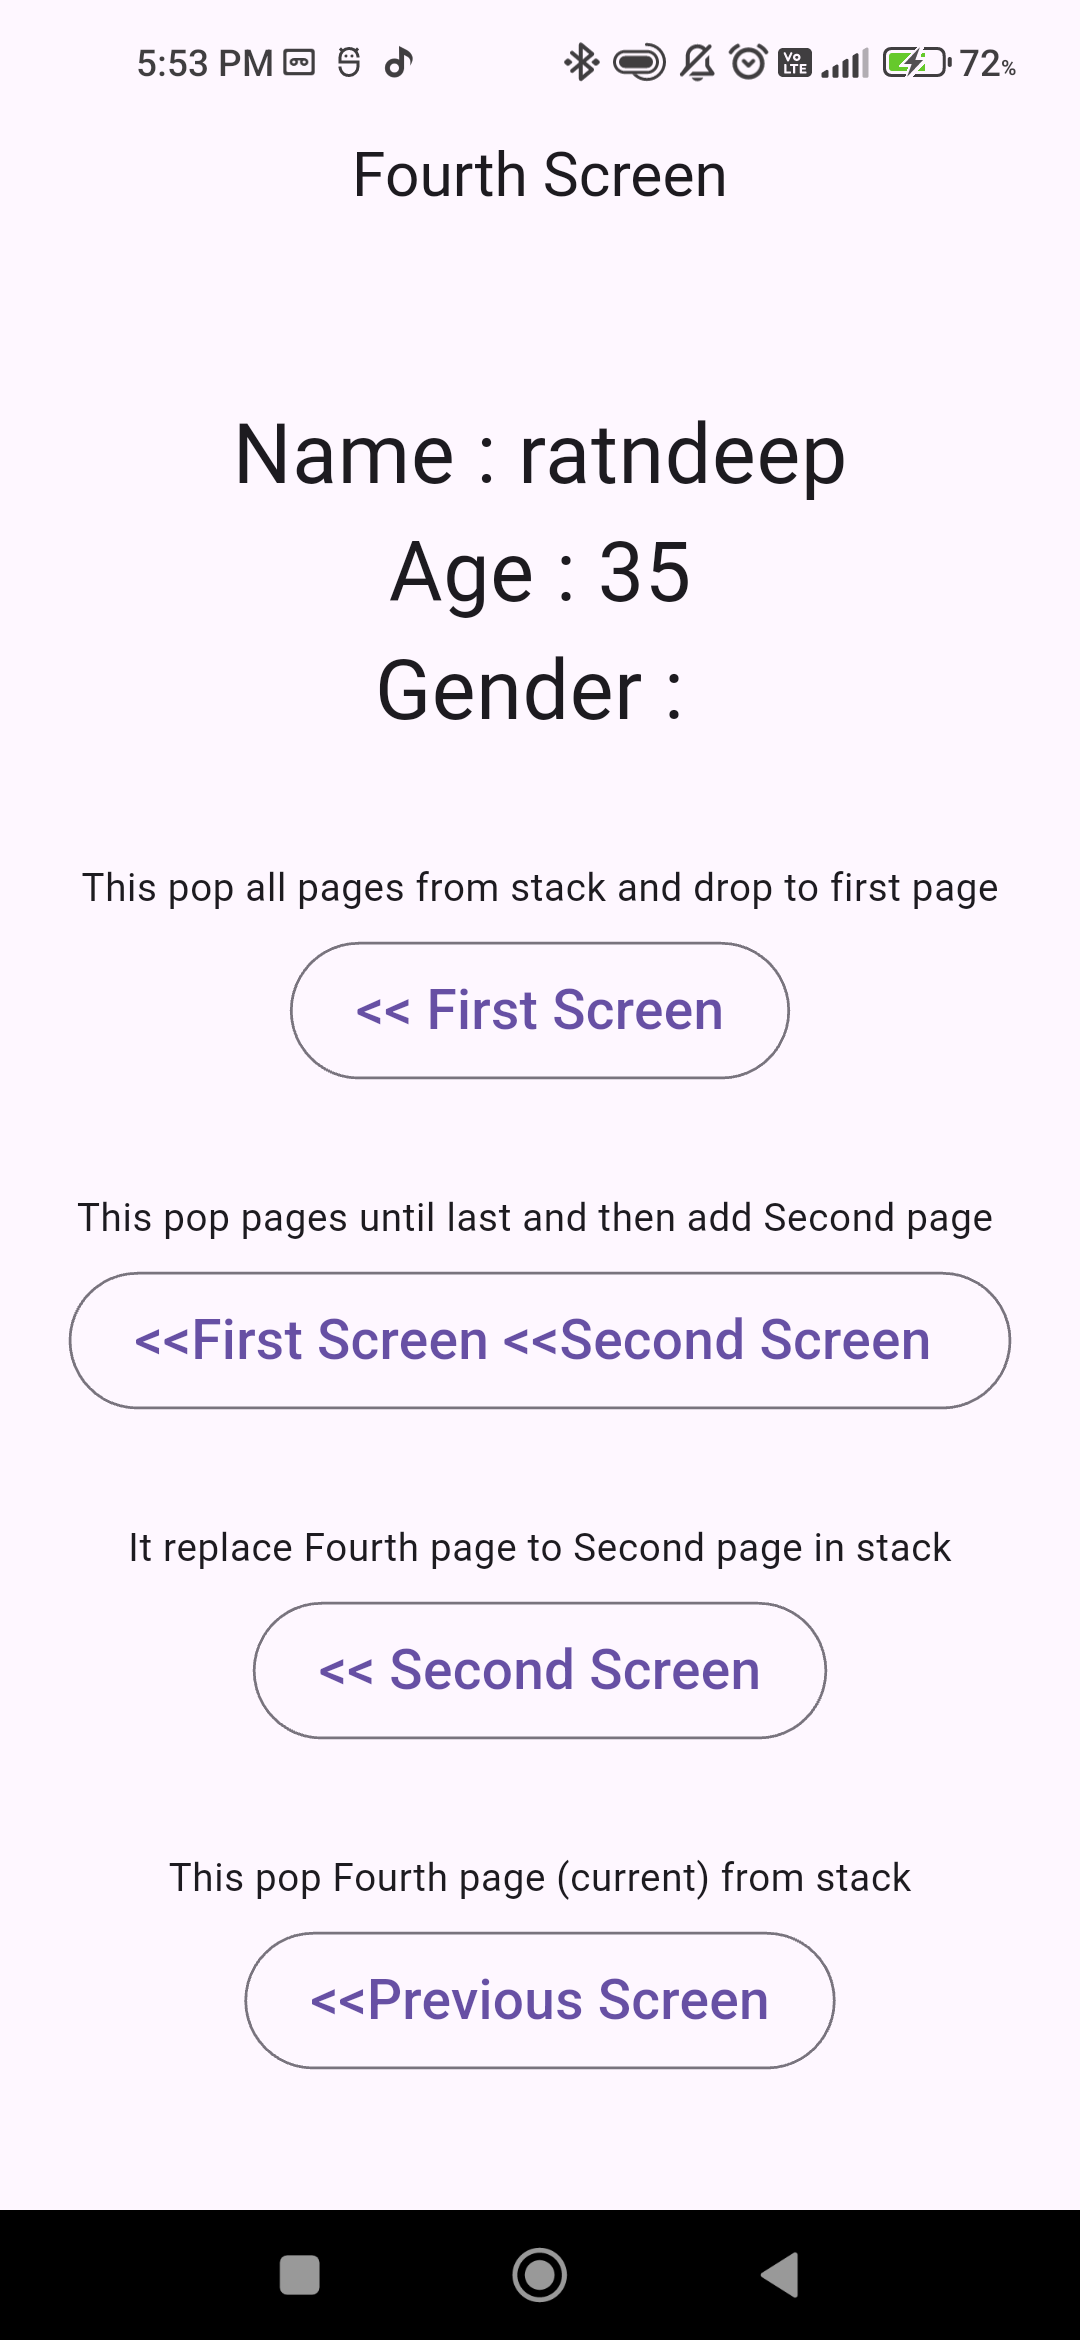 5:53 PM Vo LTE 72%
Fourth Screen
Name : ratndeep
Age : 35
Gender :
This pop all pages from stack and drop to first page
<< First Screen
This pop pages until last and then add Second page
<<First Screen <<Second Screen
It replace Fourth page to Second page in stack
<< Second Screen
This pop Fourth page (current) from stack
<<Previous Screen